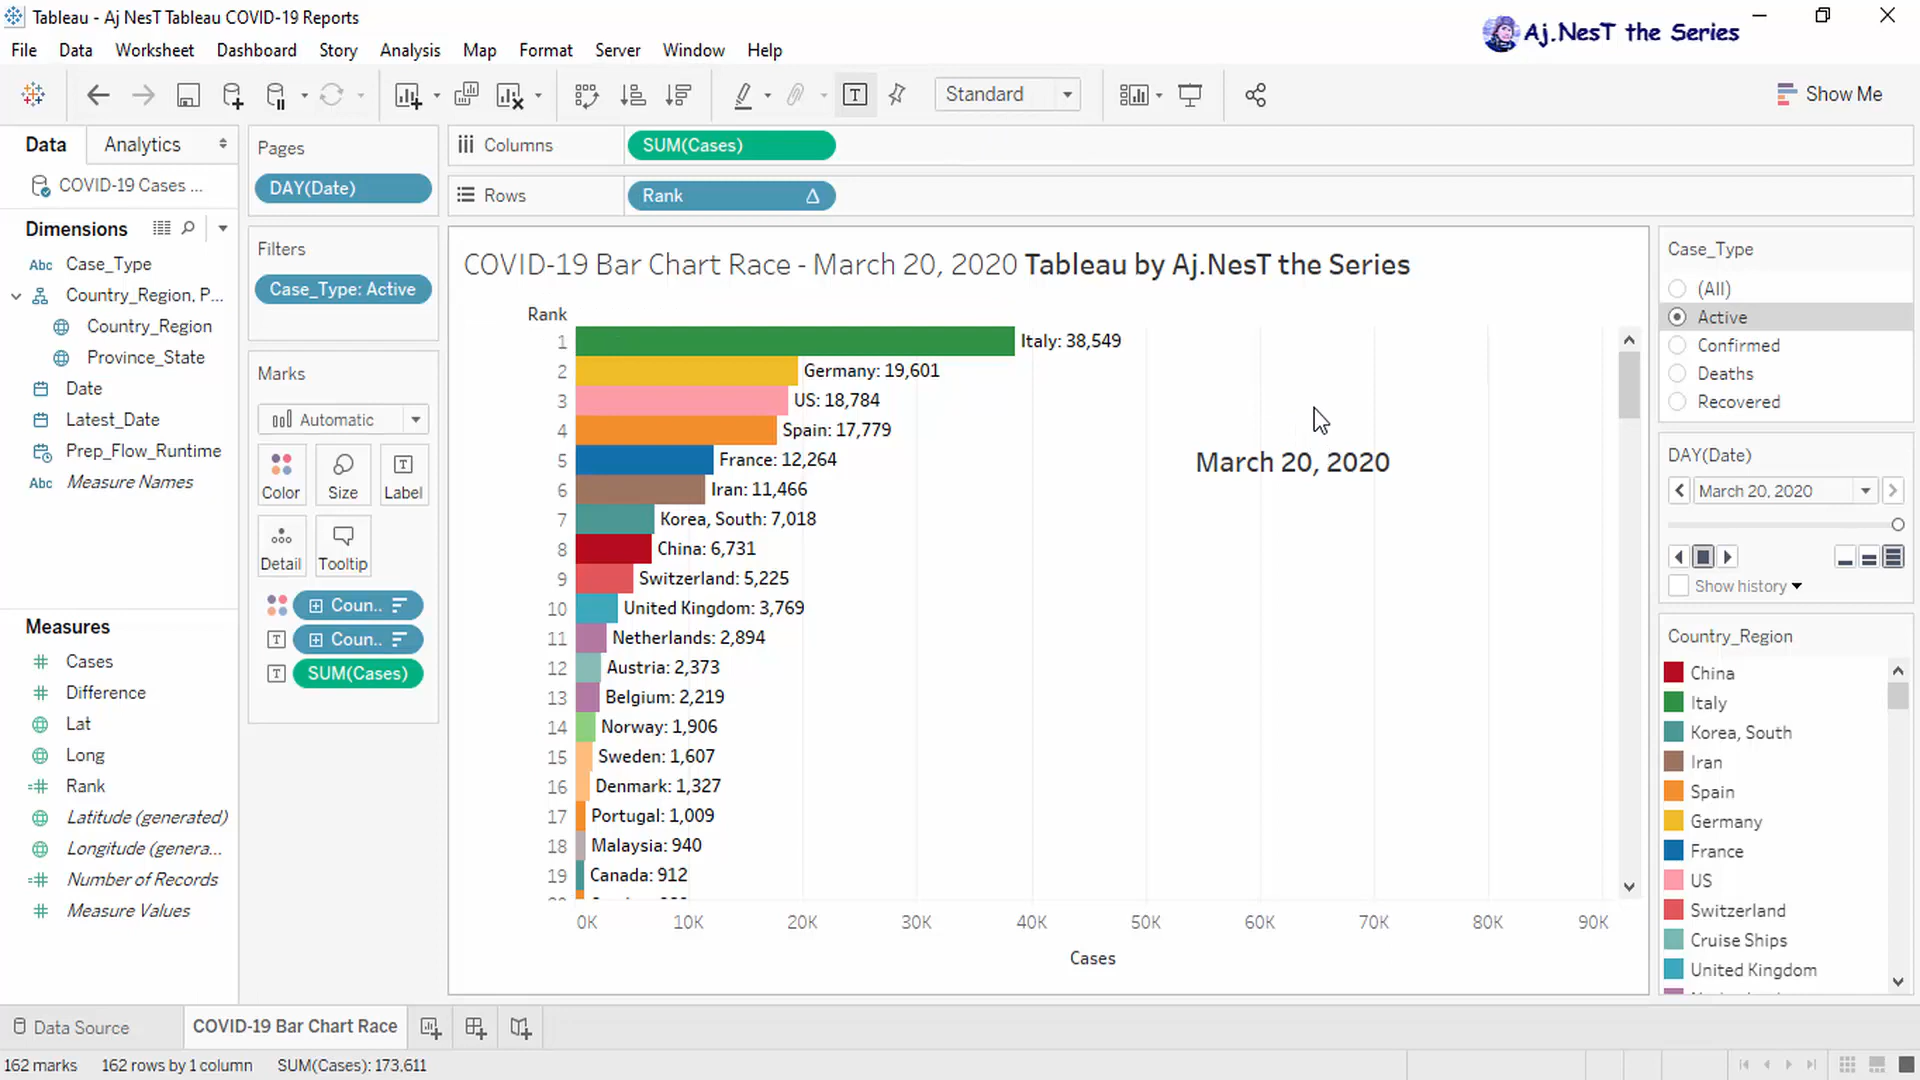 Tableau - Aj NesT Tableau COVID-19 Reports
Aj.NesT the Series
File Data Worksheet Dashboard Story Analysis Map Format Server Window Help
Standard
Show Me
Data Analytics
COVID-19 Cases ...
Dimensions
Abc Case_Type
Country_Region, P...
Country_Region
Province_State
Date
Latest_Date
Prep_Flow_Runtime
Abc Measure Names
Measures
Cases
Difference
Lat
Long
Rank
Latitude (generated)
Longitude (genera...
Number of Records
Measure Values
Pages
DAY(Date)
Filters
Case_Type: Active
Marks
Automatic
Color Size Label
Detail Tooltip
Coun..
Coun..
SUM(Cases)
Columns SUM(Cases)
Rows Rank
COVID-19 Bar Chart Race - March 20, 2020 Tableau by Aj.NesT the Series
Rank
1 Italy: 38,549
2 Germany: 19,601
3 US: 18,784
4 Spain: 17,779
5 France: 12,264
6 Iran: 11,466
7 Korea, South: 7,018
8 China: 6,731
9 Switzerland: 5,225
10 United Kingdom: 3,769
11 Netherlands: 2,894
12 Austria: 2,373
13 Belgium: 2,219
14 Norway: 1,906
15 Sweden: 1,607
16 Denmark: 1,327
17 Portugal: 1,009
18 Malaysia: 940
19 Canada: 912
March 20, 2020
0K 10K 20K 30K 40K 50K 60K 70K 80K 90K
Cases
Case_Type
(All)
Active
Confirmed
Deaths
Recovered
DAY(Date)
March 20, 2020
Show history
Country_Region
China
Italy
Korea, South
Iran
Spain
Germany
France
US
Switzerland
Cruise Ships
United Kingdom
Data Source COVID-19 Bar Chart Race
162 marks 162 rows by 1 column SUM(Cases): 173,611